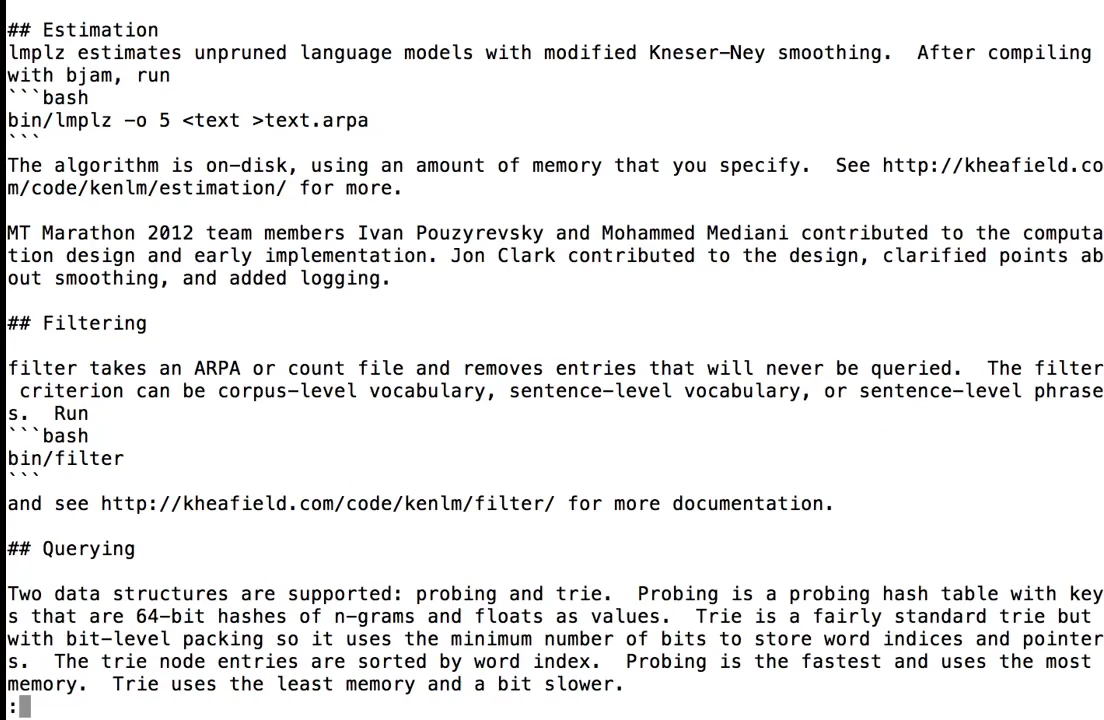 ## Estimation
lmplz estimates unpruned language models with modified Kneser-Ney smoothing.  After compiling
with bjam, run
```bash
bin/lmplz -o 5 <text >text.arpa
```
The algorithm is on-disk, using an amount of memory that you specify.  See http://kheafield.co
m/code/kenlm/estimation/ for more.

MT Marathon 2012 team members Ivan Pouzyrevsky and Mohammed Mediani contributed to the computa
tion design and early implementation. Jon Clark contributed to the design, clarified points ab
out smoothing, and added logging.

## Filtering

filter takes an ARPA or count file and removes entries that will never be queried.  The filter
 criterion can be corpus-level vocabulary, sentence-level vocabulary, or sentence-level phrase
s.  Run
```bash
bin/filter
```
and see http://kheafield.com/code/kenlm/filter/ for more documentation.

## Querying

Two data structures are supported: probing and trie.  Probing is a probing hash table with key
s that are 64-bit hashes of n-grams and floats as values.  Trie is a fairly standard trie but
with bit-level packing so it uses the minimum number of bits to store word indices and pointer
s.  The trie node entries are sorted by word index.  Probing is the fastest and uses the most
memory.  Trie uses the least memory and a bit slower.
: